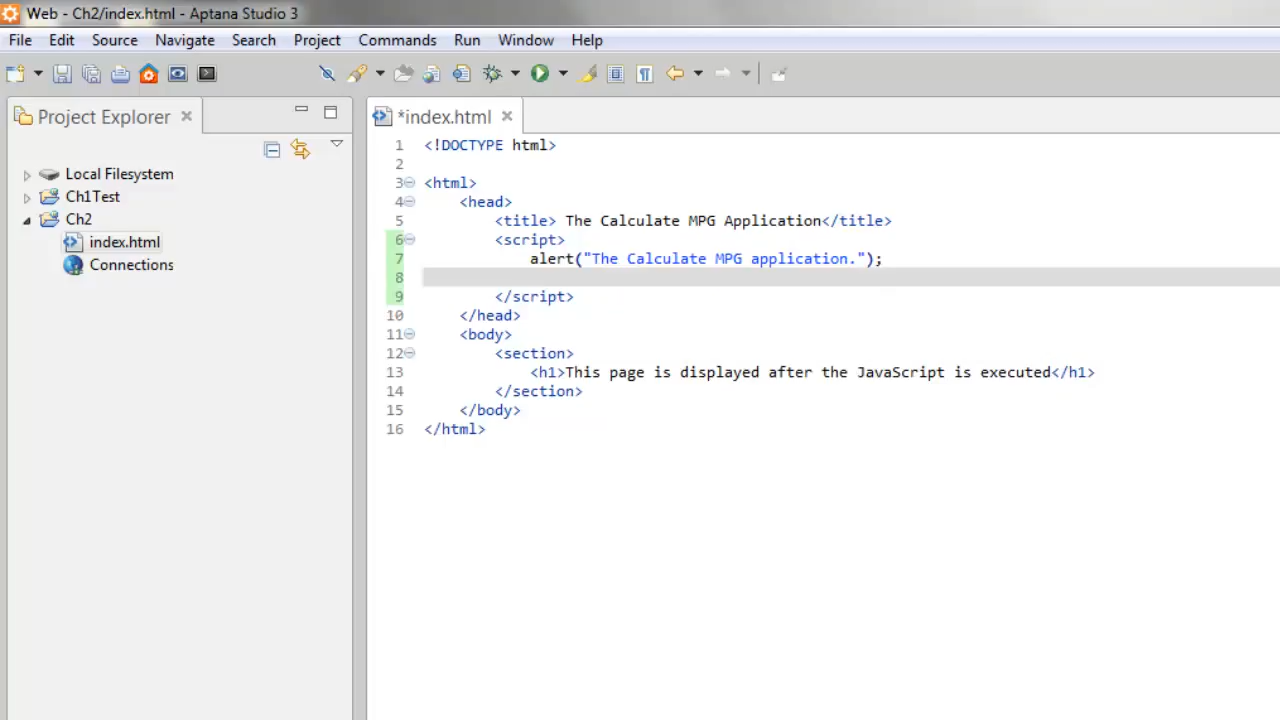 Web - Ch2/index.html - Aptana Studio 3
File Edit Source Navigate Search Project Commands Run Window Help
Project Explorer
*index.html
Local Filesystem
Ch1Test
Ch2
index.html
Connections
1 <!DOCTYPE html>
2
3 <html>
4 <head>
5 <title> The Calculate MPG Application</title>
6 <script>
7 alert("The Calculate MPG application.");
8
9 </script>
10 </head>
11 <body>
12 <section>
13 <h1>This page is displayed after the JavaScript is executed</h1>
14 </section>
15 </body>
16 </html>